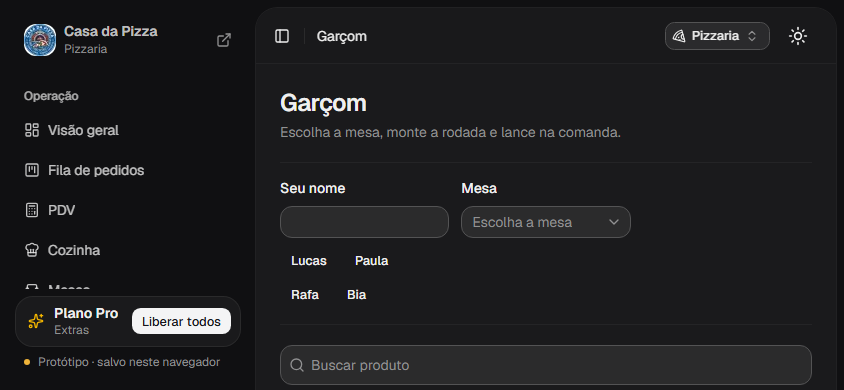 Casa da Pizza
Pizzaria
Operação
Visão geral
Fila de pedidos
PDV
Cozinha
Mesas
Plano Pro
Extras
Liberar todos
Protótipo · salvo neste navegador
Garçom
Pizzaria
Garçom
Escolha a mesa, monte a rodada e lance na comanda.
Seu nome
Mesa
Escolha a mesa
Lucas
Paula
Rafa
Bia
Buscar produto